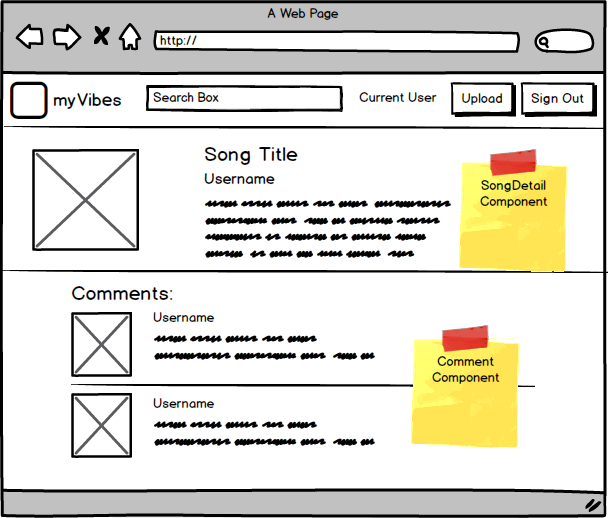 A Web Page
http://
myVibes
Search Box
Current User
Upload
Sign Out
Song Title
Username
SongDetail
Component
Comments:
Username
Comment
Component
Username